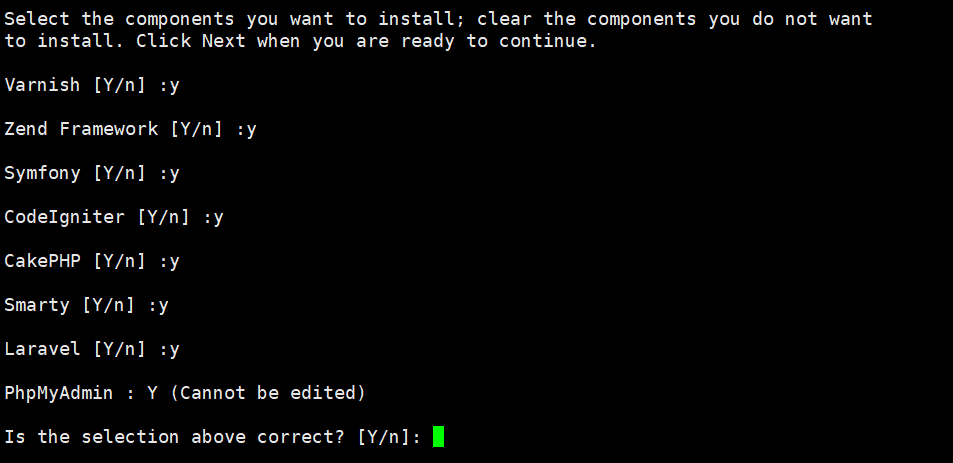 Select the components you want to install; clear the components you do not want
to install. Click Next when you are ready to continue.
Varnish [Y/n] :y
Zend Framework [Y/n] :y
Symfony [Y/n] :y
CodeIgniter [Y/n] :y
CakePHP [Y/n] :y
Smarty [Y/n] :y
Laravel [Y/n] :y
PhpMyAdmin : Y (Cannot be edited)
Is the selection above correct? [Y/n]: